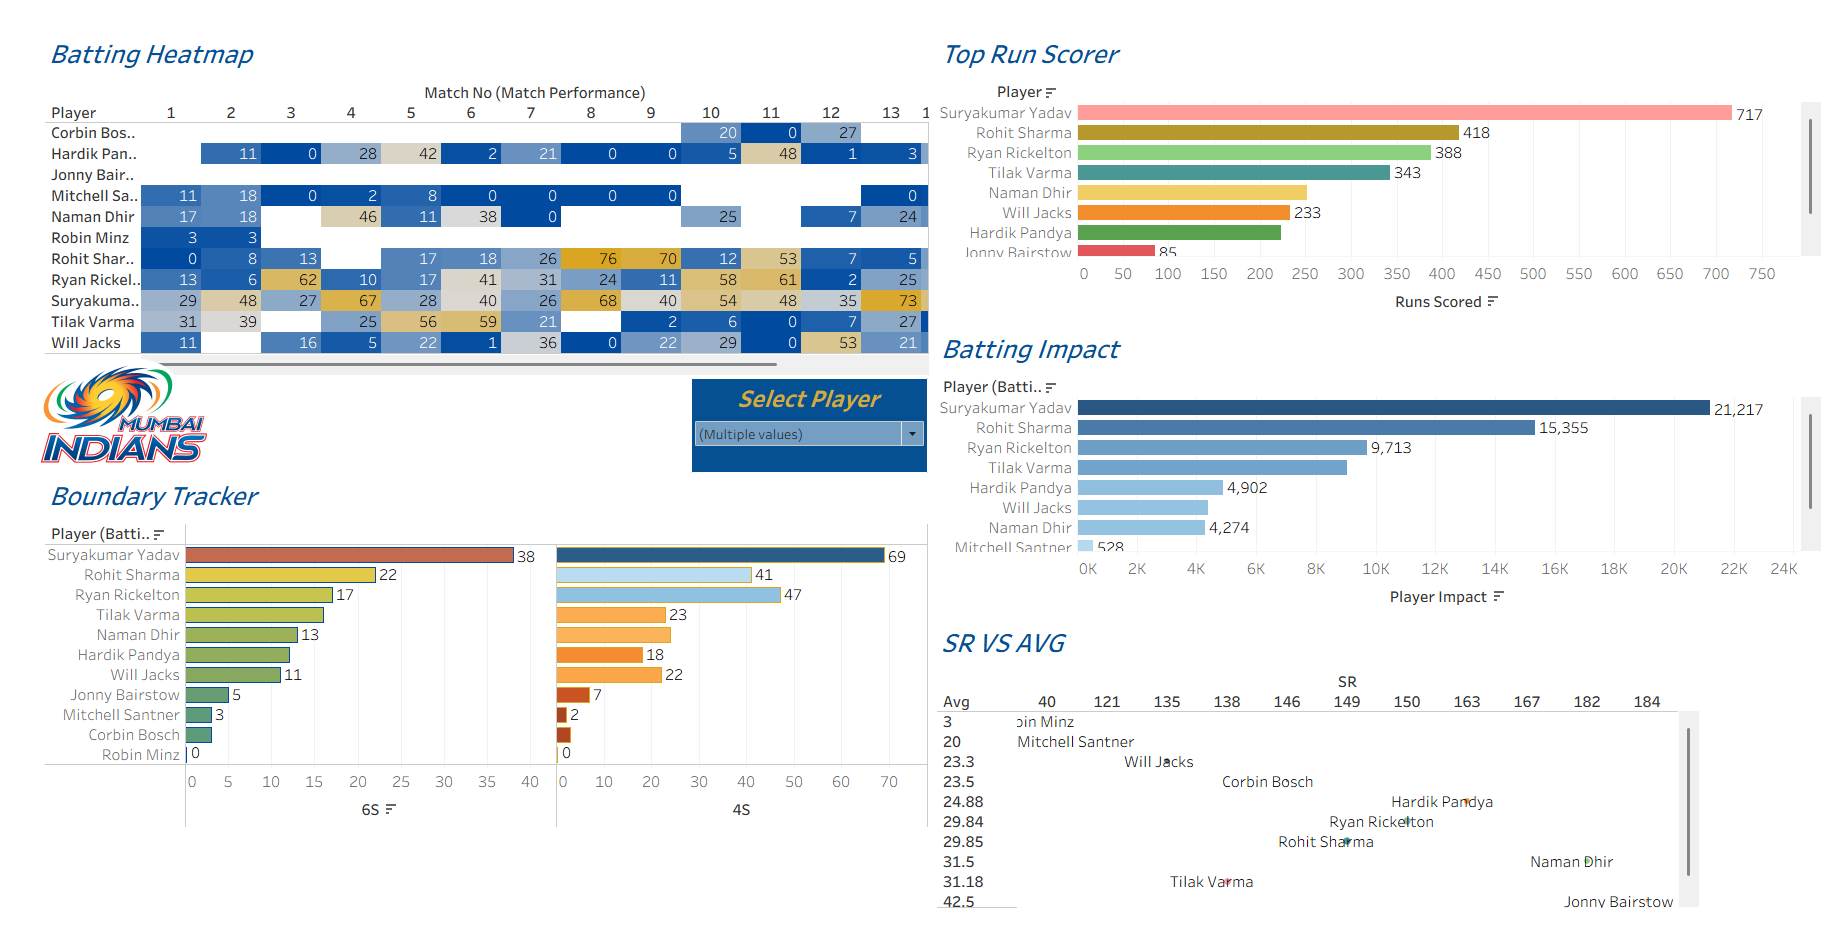 Batting Heatmap
Match No (Match Performance)
Player 1 2 3 4 5 6 7 8 9 10 11 12 13 1
Corbin Bos.. 20 0 27
Hardik Pan.. 11 0 28 42 2 21 0 0 5 48 1 3
Jonny Bair..
Mitchell Sa.. 11 18 0 2 8 0 0 0 0 0
Naman Dhir 17 18 46 11 38 0 25 7 24
Robin Minz 3 3
Rohit Shar.. 0 8 13 17 18 26 76 70 12 53 7 5
Ryan Rickel.. 13 6 62 10 17 41 31 24 11 58 61 2 25
Suryakuma.. 29 48 27 67 28 40 26 68 40 54 48 35 73
Tilak Varma 31 39 25 56 59 21 2 6 0 7 27
Will Jacks 11 16 5 22 1 36 0 22 29 0 53 21
MUMBAI
INDIANS
Select Player
(Multiple values)
Boundary Tracker
Player (Batti..
Suryakumar Yadav 38 69
Rohit Sharma 22 41
Ryan Rickelton 17 47
Tilak Varma 23
Naman Dhir 13
Hardik Pandya 18
Will Jacks 11 22
Jonny Bairstow 5 7
Mitchell Santner 3 2
Corbin Bosch
Robin Minz 0 0
0 5 10 15 20 25 30 35 40 0 10 20 30 40 50 60 70
6S 4S
Top Run Scorer
Player
Suryakumar Yadav 717
Rohit Sharma 418
Ryan Rickelton 388
Tilak Varma 343
Naman Dhir
Will Jacks 233
Hardik Pandya
Jonny Bairstow 85
0 50 100 150 200 250 300 350 400 450 500 550 600 650 700 750
Runs Scored
Batting Impact
Player (Batti..
Suryakumar Yadav 21,217
Rohit Sharma 15,355
Ryan Rickelton 9,713
Tilak Varma
Hardik Pandya 4,902
Will Jacks
Naman Dhir 4,274
Mitchell Santner 528
0K 2K 4K 6K 8K 10K 12K 14K 16K 18K 20K 22K 24K
Player Impact
SR VS AVG
SR
Avg 40 121 135 138 146 149 150 163 167 182 184
3 bin Minz
20 Mitchell Santner
23.3 Will Jacks
23.5 Corbin Bosch
24.88 Hardik Pandya
29.84 Ryan Rickelton
29.85 Rohit Sharma
31.5 Naman Dhir
31.18 Tilak Varma
42.5 Jonny Bairstow